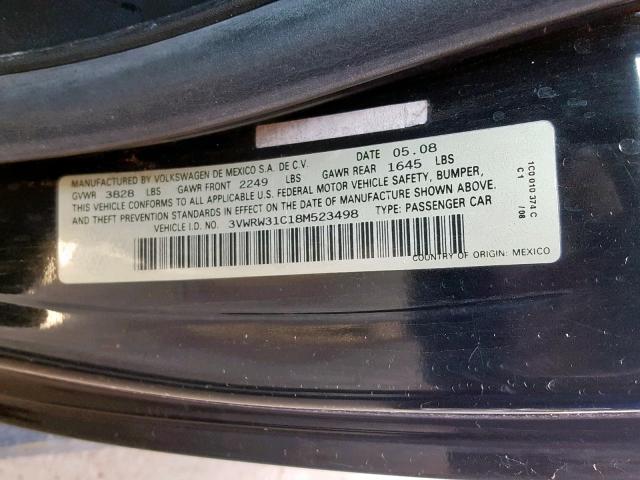 MANUFACTURED BY VOLKSWAGEN DE MEXICO S.A. DE C.V. DATE 05.08
GVWR 3828 LBS GAWR FRONT 2249 LBS GAWR REAR 1645 LBS
THIS VEHICLE CONFORMS TO ALL APPLICABLE U.S. FEDERAL MOTOR VEHICLE SAFETY, BUMPER,
AND THEFT PREVENTION STANDARDS IN EFFECT ON THE DATE OF MANUFACTURE SHOWN ABOVE.
VEHICLE I.D. NO. 3VWRW31C18M523498 TYPE: PASSENGER CAR
COUNTRY OF ORIGIN: MEXICO
1C0 010 374 C
C1 /08